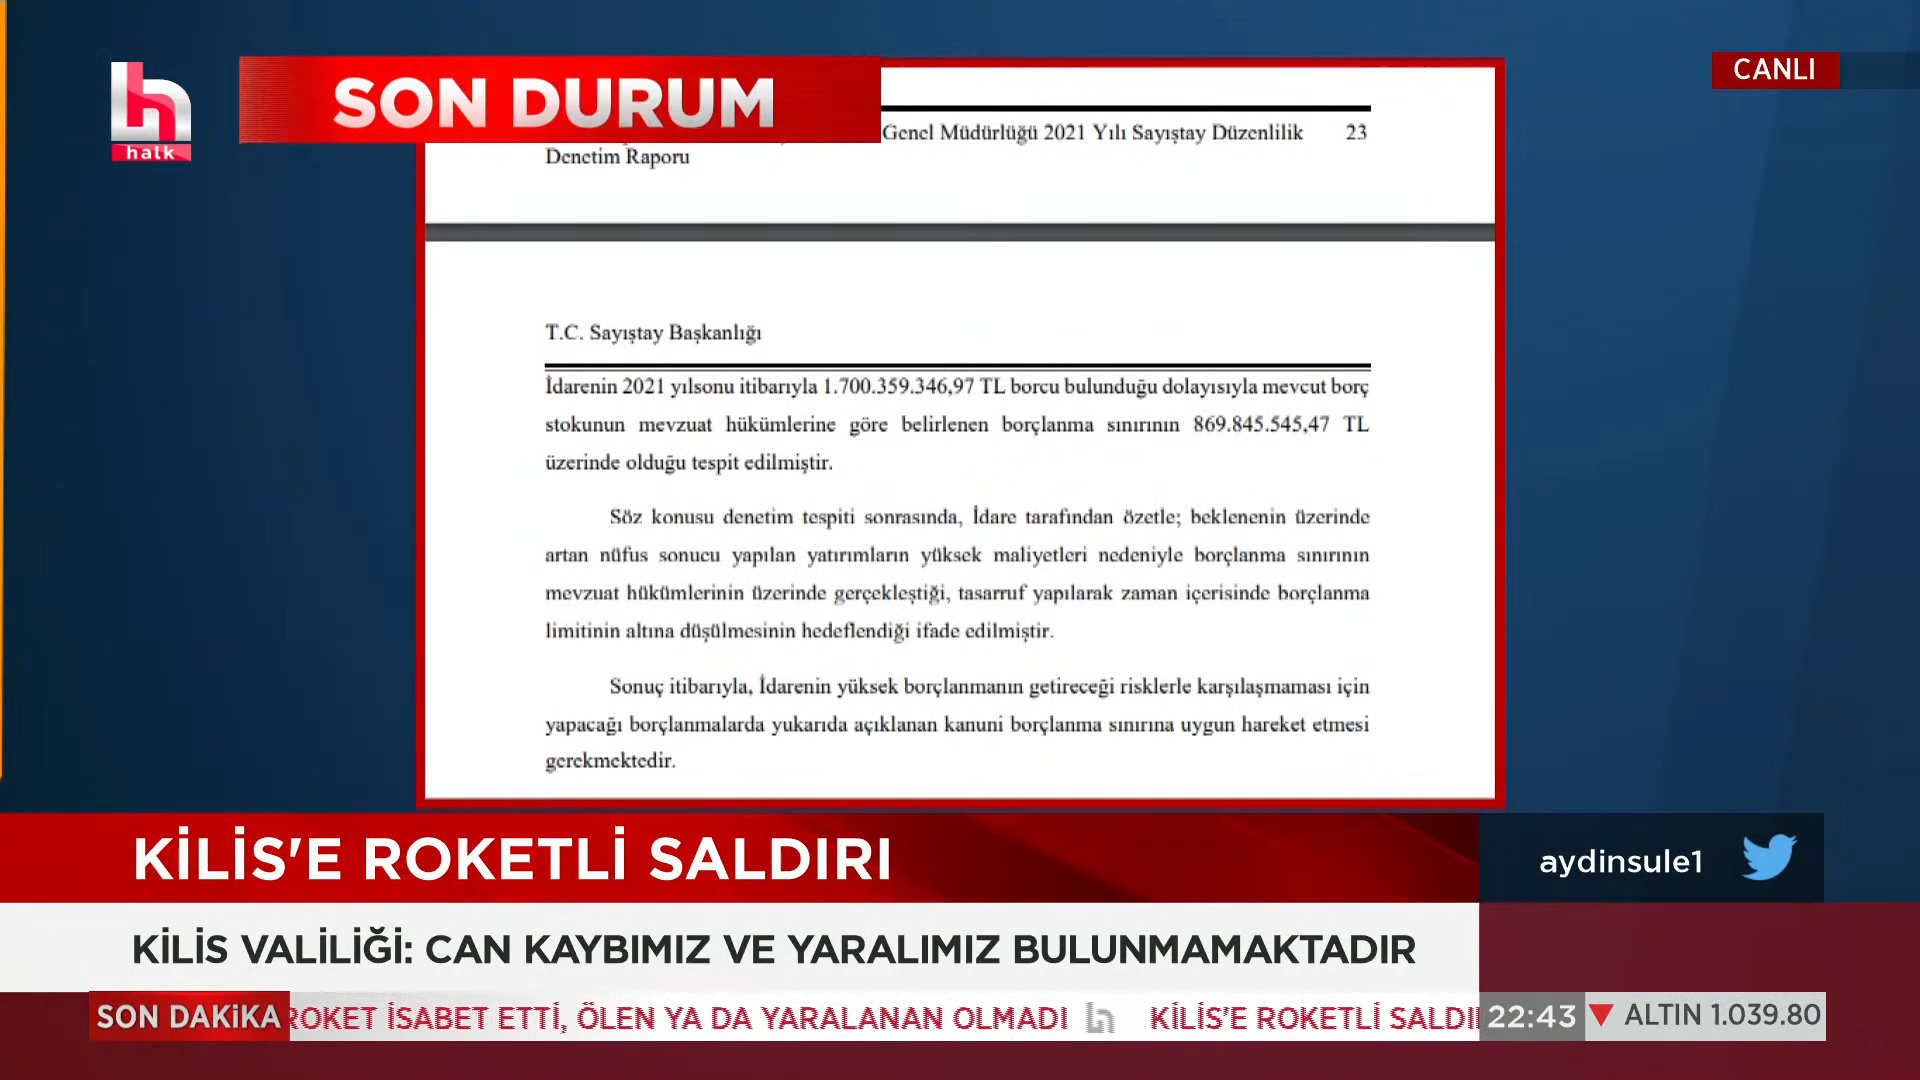 halk
SON DURUM
CANLI
Genel Müdürlüğü 2021 Yılı Sayıştay Düzenlilik 23
Denetim Raporu
T.C. Sayıştay Başkanlığı
İdarenin 2021 yılsonu itibarıyla 1.700.359.346,97 TL borcu bulunduğu dolayısıyla mevcut borç
stokunun mevzuat hükümlerine göre belirlenen borçlanma sınırının 869.845.545,47 TL
üzerinde olduğu tespit edilmiştir.
Söz konusu denetim tespiti sonrasında, İdare tarafından özetle; beklenenin üzerinde
artan nüfus sonucu yapılan yatırımların yüksek maliyetleri nedeniyle borçlanma sınırının
mevzuat hükümlerinin üzerinde gerçekleştiği, tasarruf yapılarak zaman içerisinde borçlanma
limitinin altına düşülmesinin hedeflendiği ifade edilmiştir.
Sonuç itibarıyla, İdarenin yüksek borçlanmanın getireceği risklerle karşılaşmaması için
yapacağı borçlanmalarda yukarıda açıklanan kanuni borçlanma sınırına uygun hareket etmesi
gerekmektedir.
KİLİS'E ROKETLİ SALDIRI
aydinsule1
KİLİS VALİLİĞİ: CAN KAYBIMIZ VE YARALIMIZ BULUNMAMAKTADIR
SON DAKİKA ROKET İSABET ETTİ, ÖLEN YA DA YARALANAN OLMADI KİLİS'E ROKETLİ SALDI 22:43 ALTIN 1.039.80